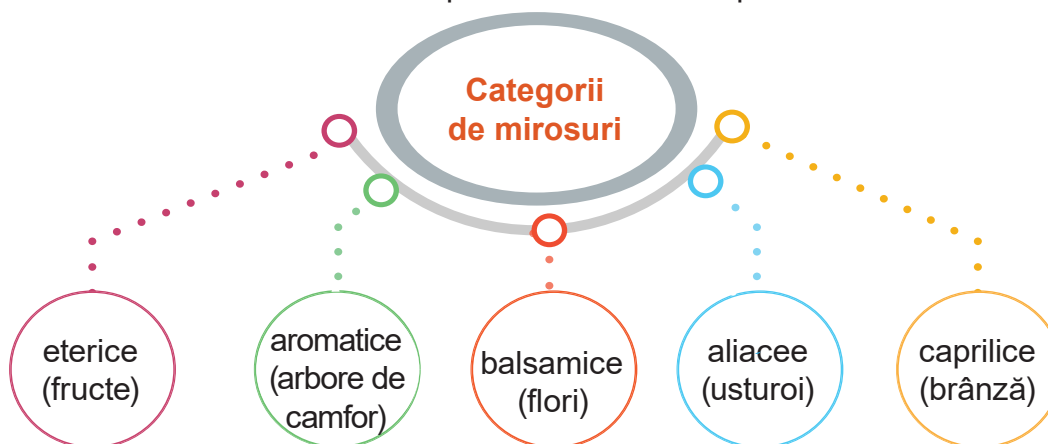 Categorii
de mirosuri
eterice
(fructe)
aromatice
(arbore de
camfor)
balsamice
(flori)
aliacee
(usturoi)
caprilice
(brânză)